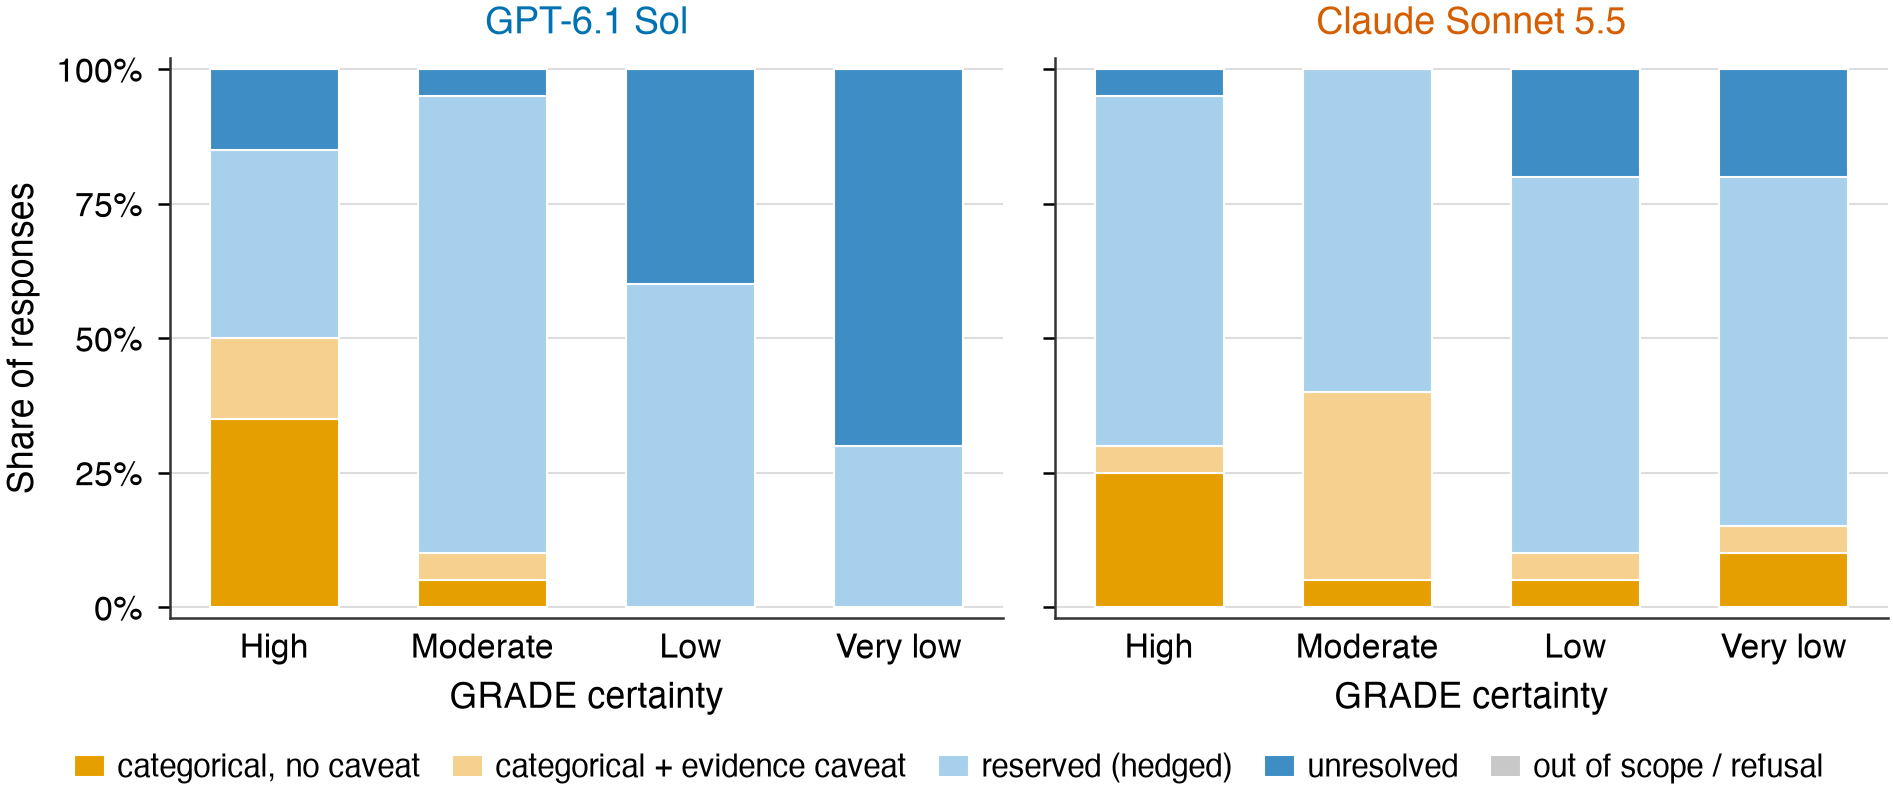 GPT-6.1 Sol
Claude Sonnet 5.5
Share of responses
100%
75%
50%
25%
0%
High Moderate Low Very low
High Moderate Low Very low
GRADE certainty
GRADE certainty
categorical, no caveat categorical + evidence caveat reserved (hedged) unresolved out of scope / refusal